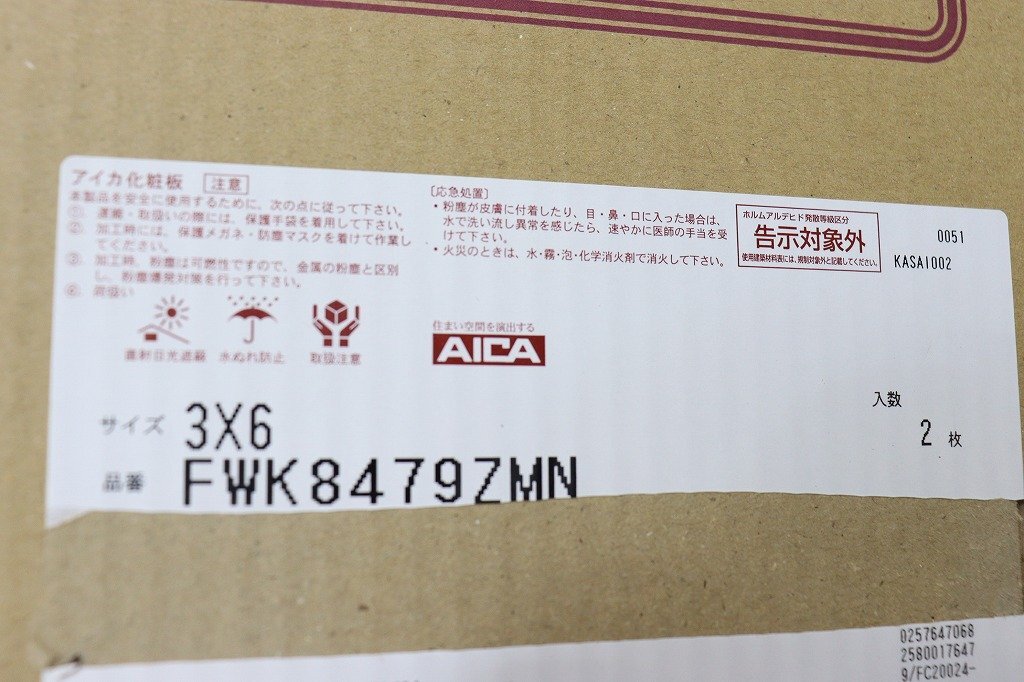 アイカ化粧板 注意
本製品を安全に使用するために、次の点に従って下さい。
①. 運搬・取扱いの際には、保護手袋を着用して下さい。
②. 加工時には、保護メガネ・防塵マスクを着けて作業し
てください。
③. 加工時、粉塵は可燃性ですので、金属の粉塵と区別
し、粉塵爆発対策を行って下さい。
④. 荷扱い
直射日光遮蔽 水ぬれ防止 取扱注意
〔応急処置〕
・粉塵が皮膚に付着したり、目・鼻・口に入った場合は、
水で洗い流し異常を感じたら、速やかに医師の手当を受
けて下さい。
・火災のときは、水・霧・泡・化学消火剤で消火して下さい。
住まい空間を演出する
AICA
ホルムアルデヒド発散等級区分
告示対象外
使用建築材料表には、規制対象外と記載してください。
0051
KASAI002
サイズ 3X6
品番 FWK8479ZMN
入数
2 枚
0257647068
2580017647
9/FC20024-